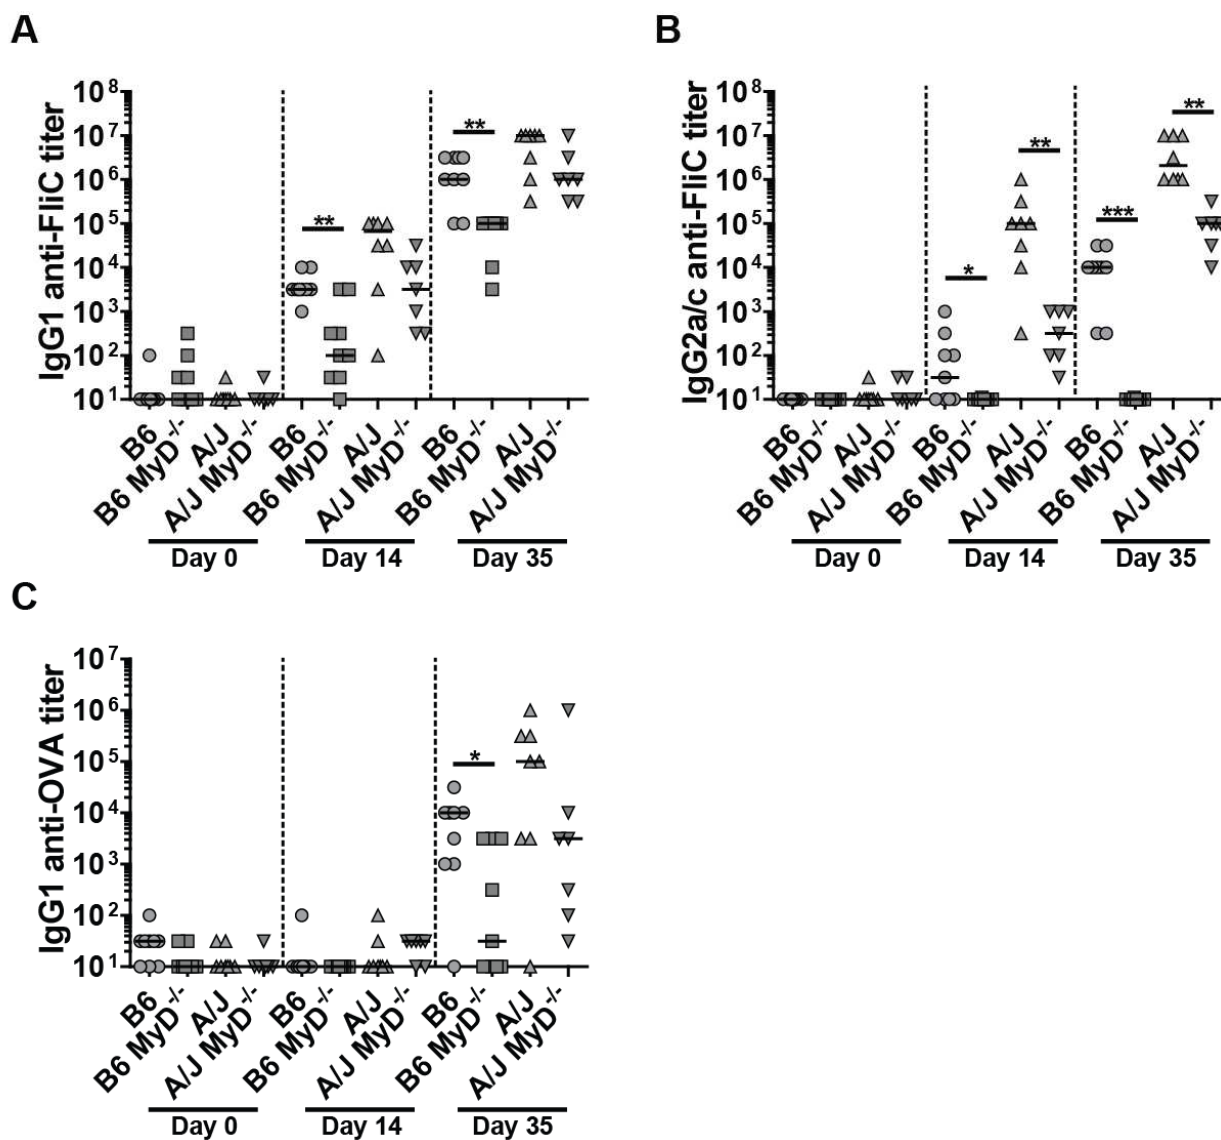 A
IgG1 anti-FliC titer
10^8
10^7
10^6
10^5
10^4
10^3
10^2
10^1
**
**
B6
B6 MyD^-/-
A/J
A/J MyD^-/-
B6
B6 MyD^-/-
A/J
A/J MyD^-/-
B6
B6 MyD^-/-
A/J
A/J MyD^-/-
Day 0
Day 14
Day 35
B
IgG2a/c anti-FliC titer
10^8
10^7
10^6
10^5
10^4
10^3
10^2
10^1
*
**
***
**
B6
B6 MyD^-/-
A/J
A/J MyD^-/-
B6
B6 MyD^-/-
A/J
A/J MyD^-/-
B6
B6 MyD^-/-
A/J
A/J MyD^-/-
Day 0
Day 14
Day 35
C
IgG1 anti-OVA titer
10^7
10^6
10^5
10^4
10^3
10^2
10^1
*
B6
B6 MyD^-/-
A/J
A/J MyD^-/-
B6
B6 MyD^-/-
A/J
A/J MyD^-/-
B6
B6 MyD^-/-
A/J
A/J MyD^-/-
Day 0
Day 14
Day 35